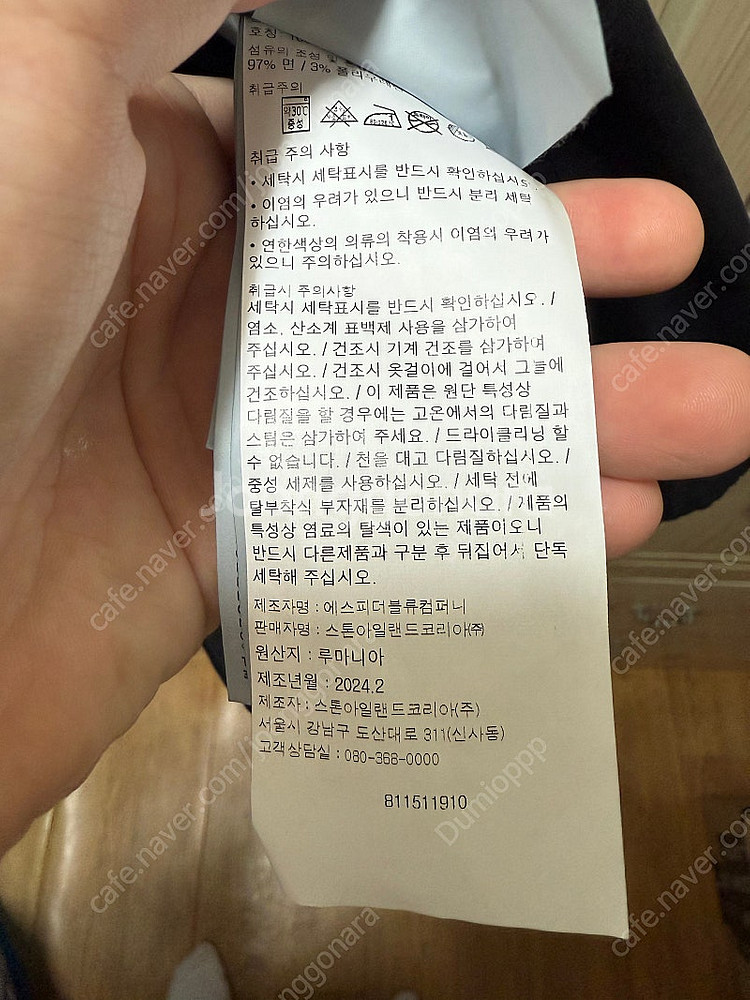 호칭
섬유의 조성 및
97% 면 / 3%
취급주의
약30℃
중성
취급 주의 사항
• 세탁시 세탁표시를 반드시 확인하십시오.
• 이염의 우려가 있으니 반드시 분리 세탁
하십시오.
• 연한색상의 의류의 착용시 이염의 우려가
있으니 주의하십시오.
취급시 주의사항
세탁시 세탁표시를 반드시 확인하십시오. /
염소, 산소계 표백제 사용을 삼가하여
주십시오. / 건조시 기계 건조를 삼가하여
주십시오. / 건조시 옷걸이에 걸어서 그늘에
건조하십시오. / 이 제품은 원단 특성상
다림질을 할 경우에는 고온에서의 다림질과
스팀은 삼가하여 주세요. / 드라이클리닝 할
수 없습니다. / 천을 대고 다림질하십시오. /
중성 세제를 사용하십시오. / 세탁 전에
탈부착식 부자재를 분리하십시오. / 제품의
특성상 염료의 탈색이 있는 제품이오니
반드시 다른제품과 구분 후 뒤집어서 단독
세탁해 주십시오.
제조자명 : 에스피더블류컴퍼니
판매자명 : 스톤아일랜드코리아㈜
원산지 : 루마니아
제조년월 : 2024.2
제조자 : 스톤아일랜드코리아(주)
서울시 강남구 도산대로 311(신사동)
고객상담실 : 080-368-0000
811511910
cafe.naver.com
Dumioppp